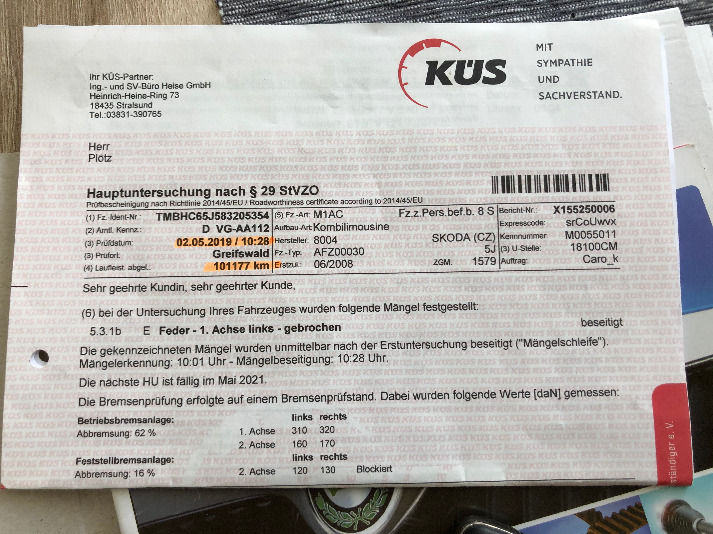 KÜS
MIT
SYMPATHIE
UND
SACHVERSTAND.
Ihr KÜS-Partner:
Ing.- und SV-Büro Heise GmbH
Heinrich-Heine-Ring 73
18435 Stralsund
Tel.:03831-390765
Herr
Plötz
Hauptuntersuchung nach § 29 StVZO
Prüfbescheinigung nach Richtlinie 2014/45/EU / Roadworthiness certificate according to 2014/45/EU
(1) Fz. Ident-Nr.: TMBHC65J583205354 (5) Fz.-Art: M1AC Fz.z.Pers.bef.b. 8 S Bericht-Nr.: X155250006
(2) Amtl. Kennz.: D VG-AA112 Aufbau-Art: Kombilimousine Expresscode: srCoUwvx
(3) Prüfdatum: 02.05.2019 / 10:28 Hersteller: 8004 SKODA (CZ) Kennnummer: M0055011
(3) Prüfort: Greifswald Fz.-Typ: AFZ00030 5J (3) U-Stelle: 18100CM
(4) Laufleist. abgel.: 101177 km Erstzul.: 06/2008 ZGM. 1579 Auftrag: Caro_k
Sehr geehrte Kundin, sehr geehrter Kunde,
(6) bei der Untersuchung Ihres Fahrzeuges wurden folgende Mängel festgestellt:
5.3.1b E Feder - 1. Achse links - gebrochen beseitigt
Die gekennzeichneten Mängel wurden unmittelbar nach der Erstuntersuchung beseitigt ("Mängelschleife").
Mängelerkennung: 10:01 Uhr - Mängelbeseitigung: 10:28 Uhr.
Die nächste HU ist fällig im Mai 2021.
Die Bremsenprüfung erfolgte auf einem Bremsenprüfstand. Dabei wurden folgende Werte [daN] gemessen:
Betriebsbremsanlage: links rechts
Abbremsung: 62 % 1. Achse 310 320
2. Achse 160 170
Feststellbremsanlage: links rechts
Abbremsung: 16 % 2. Achse 120 130 Blockiert
ständiger e. V.